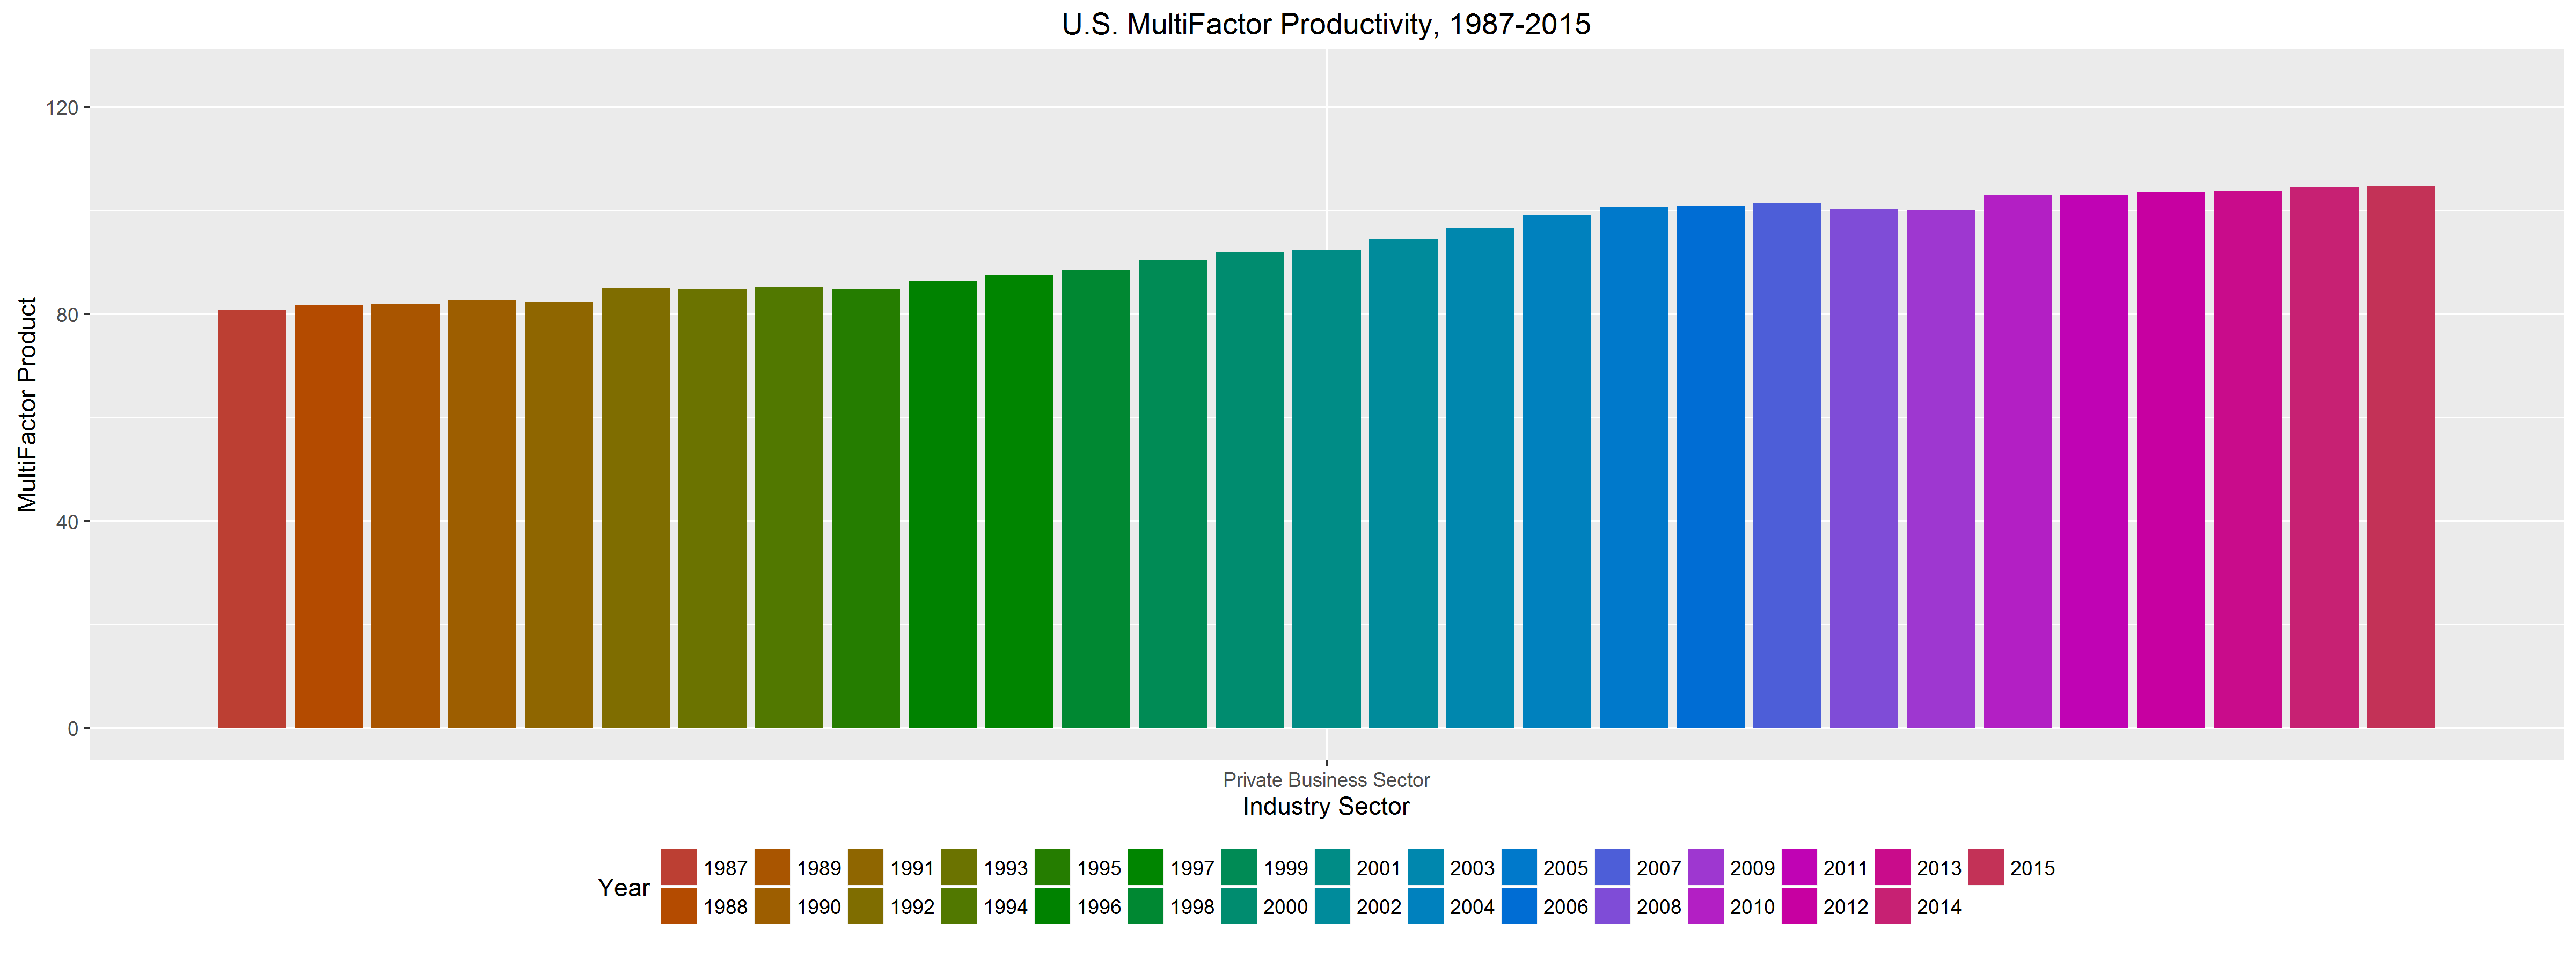 U.S. MultiFactor Productivity, 1987-2015
MultiFactor Product
120
80
40
0
Private Business Sector
Industry Sector
Year
1987 1989 1991 1993 1995 1997 1999 2001 2003 2005 2007 2009 2011 2013 2015
1988 1990 1992 1994 1996 1998 2000 2002 2004 2006 2008 2010 2012 2014